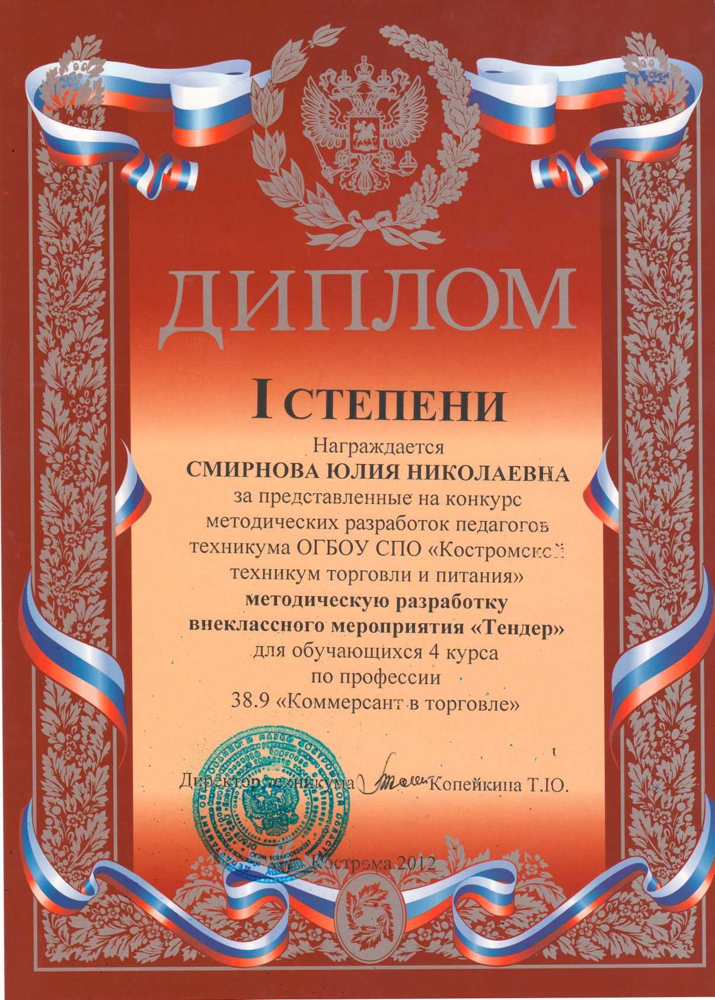 ДИПЛОМ
I СТЕПЕНИ
Награждается
СМИРНОВА ЮЛИЯ НИКОЛАЕВНА
за представленные на конкурс
методических разработок педагогов
техникума ОГБОУ СПО «Костромской
техникум торговли и питания»
методическую разработку
внеклассного мероприятия «Тендер»
для обучающихся 4 курса
по профессии
38.9 «Коммерсант в торговле»
Директор техникума Копейкина Т.Ю.
Кострома 2012